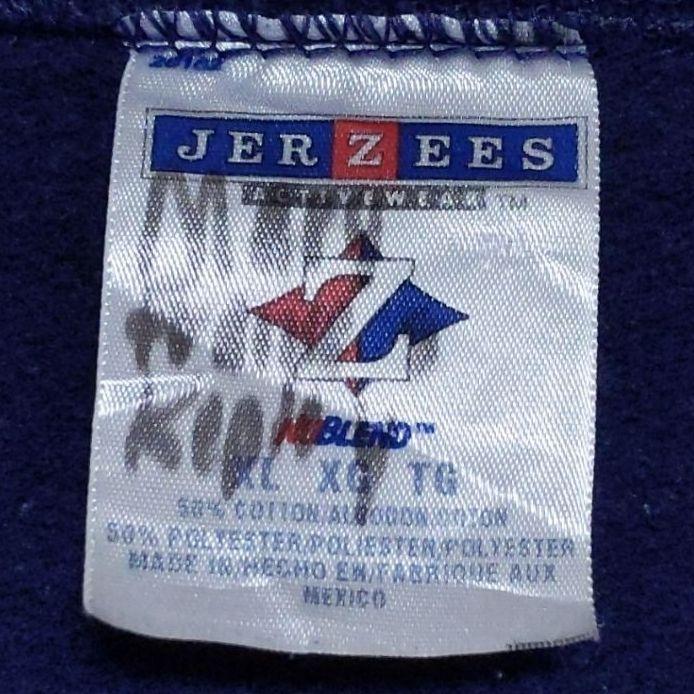 JERZEES
ACTIVEWEAR™
Z
NUBLEND™
XL XG TG
50% COTTON/ALGODON/COTON
50% POLYESTER/POLIESTER/POLYESTER
MADE IN/HECHO EN/FABRIQUE AUX
MEXICO